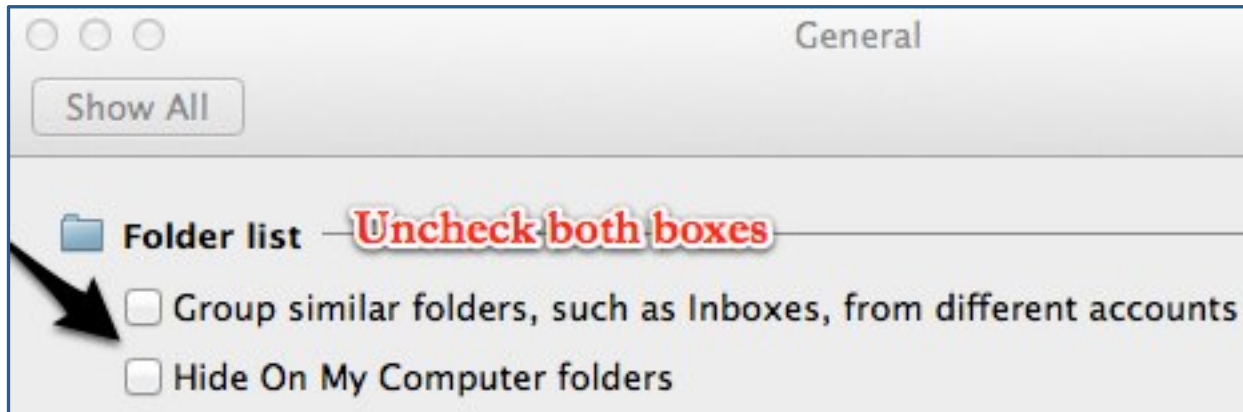 General
Show All
Folder list Uncheck both boxes
Group similar folders, such as Inboxes, from different accounts
Hide On My Computer folders